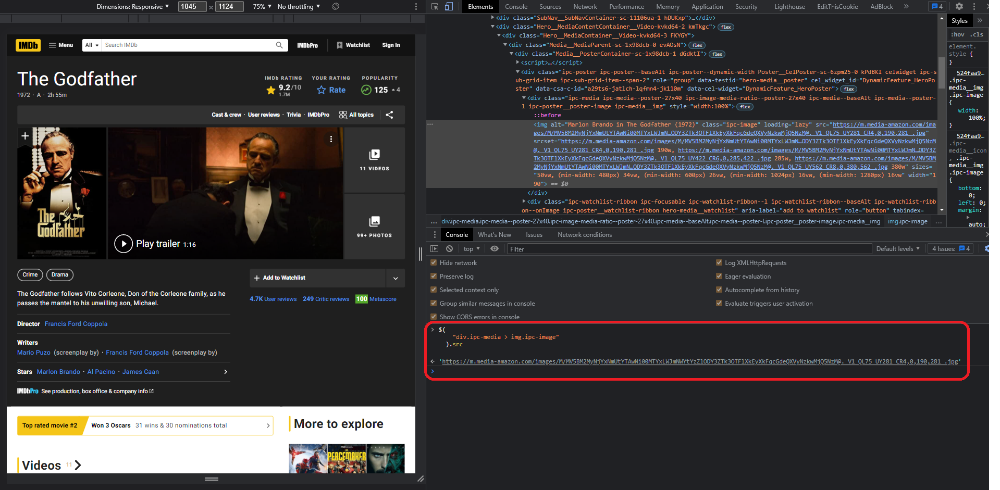 Dimensions: Responsive ▼ 1045 × 1124 75% ▼ No throttling ▼
IMDb Menu All Search IMDb IMDbPro Watchlist Sign In
The Godfather
1972 · A · 2h 55m
IMDb RATING YOUR RATING POPULARITY
9.2/10 Rate 125 4
1.7M
Cast & crew · User reviews · Trivia · IMDbPro All topics
The
Godfather
Play trailer 1:16
11 VIDEOS
99+ PHOTOS
Crime Drama
Add to Watchlist
The Godfather follows Vito Corleone, Don of the Corleone family, as he
passes the mantel to his unwilling son, Michael.
4.7K User reviews 249 Critic reviews 100 Metascore
Director Francis Ford Coppola
Writers
Mario Puzo (screenplay by) · Francis Ford Coppola (screenplay by)
Stars Marlon Brando · Al Pacino · James Caan
IMDbPro See production, box office & company info
Top rated movie #2 Won 3 Oscars 31 wins & 30 nominations total
More to explore
PEACEMAKER
Videos 11
Elements Console Sources Network Performance Memory Application Security Lighthouse EditThisCookie AdBlock » 4
<div class="SubNav__SubNavContainer-sc-11106ua-1 hDUKxp">…</div>
<div class="Hero__MediaContentContainer__Video-kvkd64-2 kmTkgc"> flex
<div class="Hero__MediaContainer__Video-kvkd64-3 FKYGY">
<div class="Media__MediaParent-sc-1x98dcb-0 evAOsN"> flex
<div class="Media__PosterContainer-sc-1x98dcb-1 dGdktI"> flex
<script>…</script>
<div class="ipc-poster ipc-poster--baseAlt ipc-poster--dynamic-width Poster__CelPoster-sc-6zpm25-0 kPdBKI celwidget ipc-s
ub-grid-item ipc-sub-grid-item--span-2" role="group" data-testid="hero-media__poster" cel_widget_id="DynamicFeature_HeroPo
ster" data-csa-c-id="a29ts6-jatlch-lqfmn4-jk110m" data-cel-widget="DynamicFeature_HeroPoster"> flex
<div class="ipc-media ipc-media--poster-27x40 ipc-image-media-ratio--poster-27x40 ipc-media--baseAlt ipc-media--poster-
l ipc-poster__poster-image ipc-media__img" style="width:100%"> flex
::before
<img alt="Marlon Brando in The Godfather (1972)" class="ipc-image" loading="lazy" src="https://m.media-amazon.com/ima
ges/M/MV5BM2MyNjYxNmUtYTAwNi00MTYxLWJmN…ODY3ZTk3OTFlXkEyXkFqcGdeQXVyNzkwMjQ5NzM@._V1_QL75_UY281_CR4,0,190,281_.jpg"
srcset="https://m.media-amazon.com/images/M/MV5BM2MyNjYxNmUtYTAwNi00MTYxLWJmN…ODY3ZTk3OTFlXkEyXkFqcGdeQXVyNzkwMjQ5NzM
@._V1_QL75_UY281_CR4,0,190,281_.jpg 190w, https://m.media-amazon.com/images/M/MV5BM2MyNjYxNmUtYTAwNi00MTYxLWJmN…ODY3Z
Tk3OTFlXkEyXkFqcGdeQXVyNzkwMjQ5NzM@._V1_QL75_UY422_CR6,0,285,422_.jpg 285w, https://m.media-amazon.com/images/M/MV5B
M2MyNjYxNmUtYTAwNi00MTYxLWJmN…ODY3ZTk3OTFlXkEyXkFqcGdeQXVyNzkwMjQ5NzM@._V1_QL75_UY562_CR8,0,380,562_.jpg 380w" sizes=
"50vw, (min-width: 480px) 34vw, (min-width: 600px) 26vw, (min-width: 1024px) 16vw, (min-width: 1280px) 16vw" width="1
90"> == $0
</div>
<div class="ipc-watchlist-ribbon ipc-focusable ipc-watchlist-ribbon--l ipc-watchlist-ribbon--baseAlt ipc-watchlist-ribb
on--onImage ipc-poster__watchlist-ribbon hero-media__watchlist" aria-label="add to watchlist" role="button" tabindex=
… div.ipc-media.ipc-media--poster-27x40.ipc-image-media-ratio--poster-27x40.ipc-media--baseAlt.ipc-media--poster-l.ipc-poster__poster-image.ipc-media__img img.ipc-image …
Styles »
:hov .cls
element.
style {
}
524faa9…
.ipc-
media__img
.ipc-image
{
width:
100%;
}
524faa9…
.ipc-
media__icon
, .ipc-
media__img
.ipc-image
{
bottom:
0;
left: 0;
margin:
auto;
Console What's New Issues Network conditions
top ▼ Filter Default levels ▼ 4 Issues: 4
Hide network Log XMLHttpRequests
Preserve log Eager evaluation
Selected context only Autocomplete from history
Group similar messages in console Evaluate triggers user activation
Show CORS errors in console
> $(
"div.ipc-media > img.ipc-image"
).src
'https://m.media-amazon.com/images/M/MV5BM2MyNjYxNmUtYTAwNi00MTYxLWJmNWYtYzZlODY3ZTk3OTFlXkEyXkFqcGdeQXVyNzkwMjQ5NzM@._V1_QL75_UY281_CR4,0,190,281_.jpg'
>